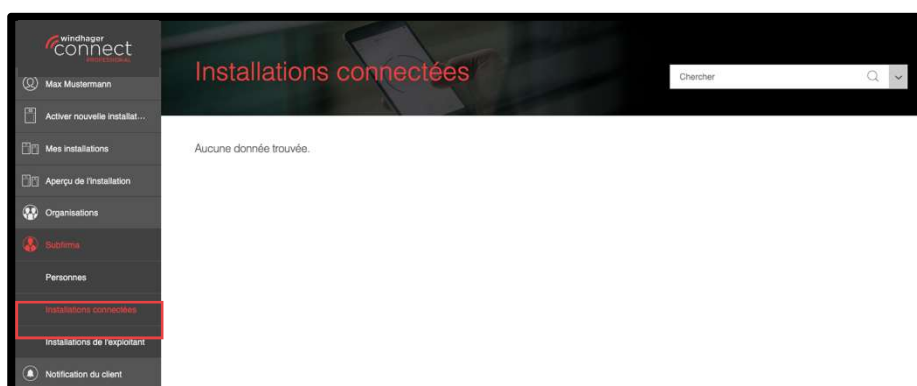 windhager
connect
PROFESSIONAL
Max Mustermann
Activer nouvelle installat...
Mes installations
Aperçu de l'Installation
Organisations
Subfirma
Personnes
Installations connectées
Installations de l'exploitant
Notification du client
Installations connectées
Chercher
Aucune donnée trouvée.